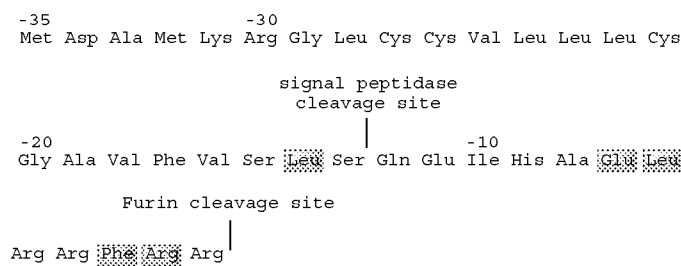 -35 -30
Met Asp Ala Met Lys Arg Gly Leu Cys Cys Val Leu Leu Leu Cys
signal peptidase
cleavage site
-20 -10
Gly Ala Val Phe Val Ser Leu Ser Gln Glu Ile His Ala Glu Leu
Furin cleavage site
Arg Arg Phe Arg Arg